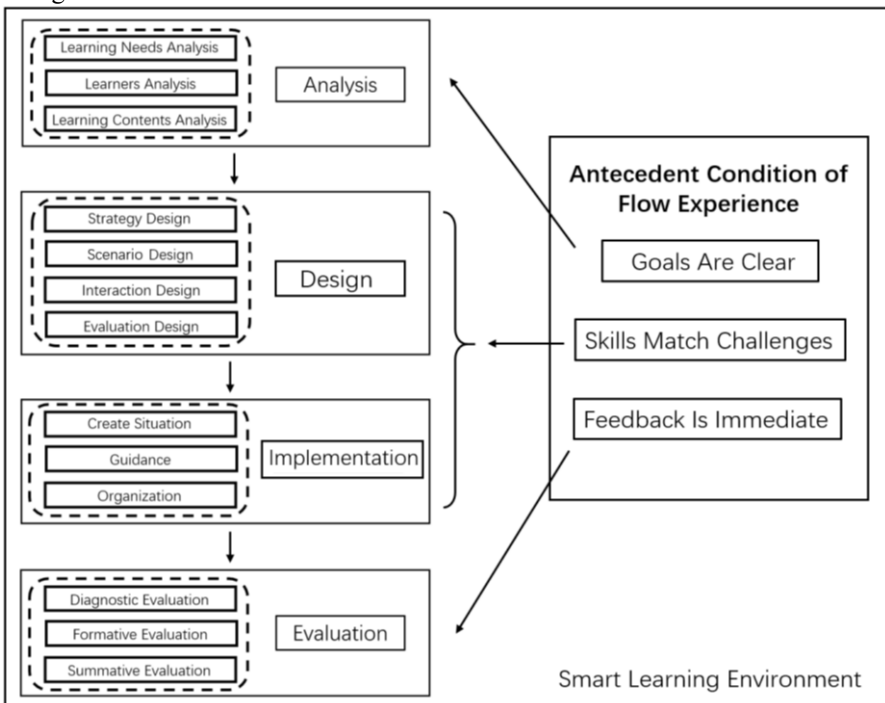 Learning Needs Analysis
Learners Analysis
Learning Contents Analysis
Analysis
Strategy Design
Scenario Design
Interaction Design
Evaluation Design
Design
Create Situation
Guidance
Organization
Implementation
Diagnostic Evaluation
Formative Evaluation
Summative Evaluation
Evaluation
Antecedent Condition of
Flow Experience
Goals Are Clear
Skills Match Challenges
Feedback Is Immediate
Smart Learning Environment